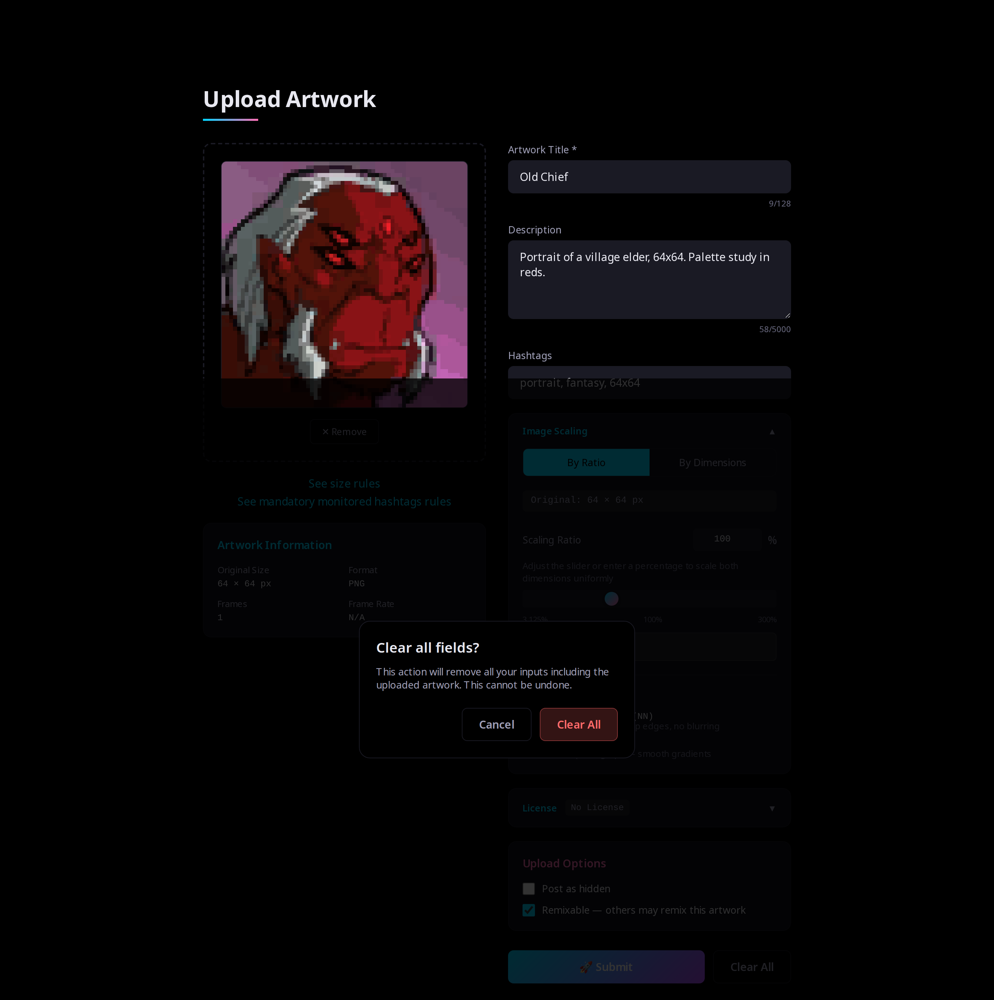 Upload Artwork
Artwork Title *
Old Chief
9/128
Description
Portrait of a village elder, 64x64. Palette study in
reds.
58/5000
Hashtags
portrait, fantasy, 64x64
✕ Remove
See size rules
See mandatory monitored hashtags rules
Artwork Information
Original Size
Format
64 × 64 px
PNG
Frames
Frame Rate
1
N/A
Image Scaling ▲
By Ratio
By Dimensions
Original: 64 × 64 px
Scaling Ratio
100 %
Adjust the slider or enter a percentage to scale both
dimensions uniformly
3.125%
100%
300%
Clear all fields?
This action will remove all your inputs including the
uploaded artwork. This cannot be undone.
Cancel
Clear All
(NN)
edges, no blurring
smooth gradients
License
No License ▼
Upload Options
Post as hidden
Remixable — others may remix this artwork
🚀 Submit
Clear All